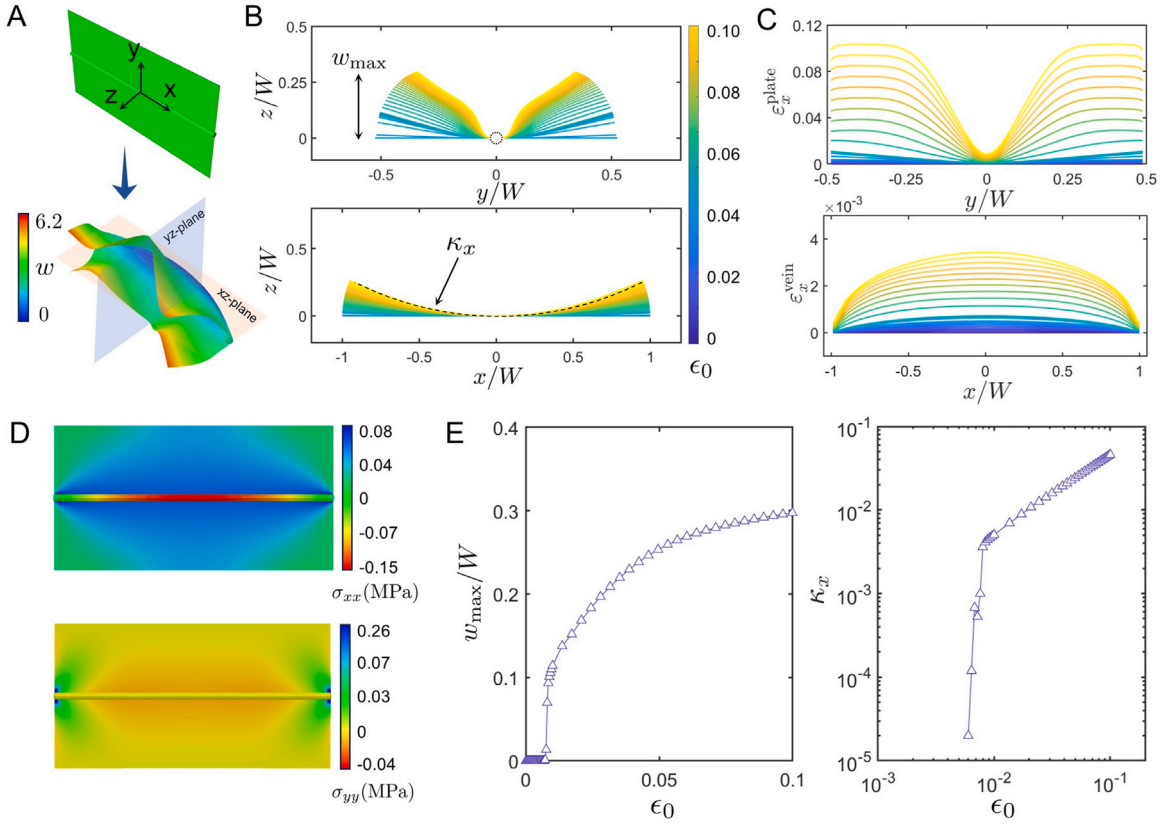 A
y
x
z
6.2
w
0
yz-plane
xz-plane
B
0.5
0.25
0
z/W
w_max
-0.5
0
0.5
y/W
0.5
0
z/W
κ_x
-1
-0.5
0
0.5
1
x/W
0.10
0.08
0.06
0.04
0.02
0
ϵ_0
C
0.12
0.08
0.04
0
ε_x^plate
-0.5
-0.25
0
0.25
0.5
y/W
×10^-3
4
2
0
ε_x^vein
-1
-0.5
0
0.5
1
x/W
D
0.08
0.04
0
-0.07
-0.15
σ_xx(MPa)
0.26
0.07
0.03
0
-0.04
σ_yy(MPa)
E
0.4
0.3
0.2
0.1
0
w_max/W
0
0.05
0.1
ϵ_0
10^-1
10^-2
10^-3
10^-4
10^-5
κ_x
10^-3
10^-2
10^-1
ϵ_0